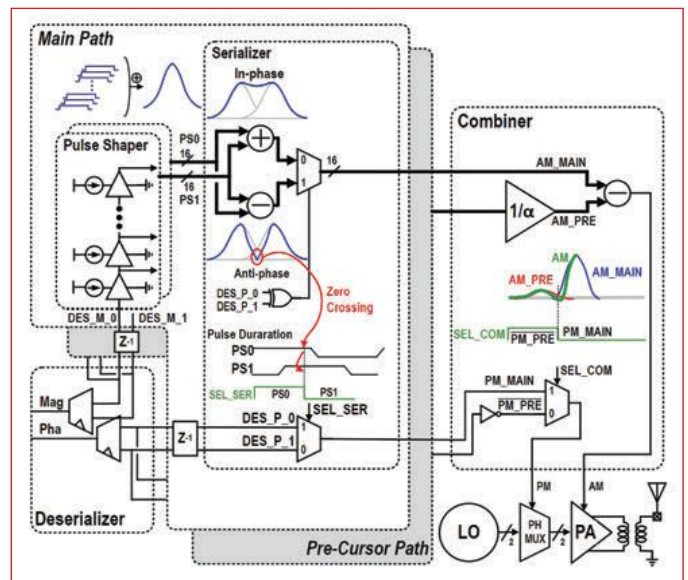 Main Path
Serializer
In-phase
Pulse Shaper
PS0
16
16
PS1
0
1
16
Combiner
AM_MAIN
1/α
AM_PRE
Anti-phase
DES_P_0
DES_P_1
Zero
Crossing
AM
AM_PRE
AM_MAIN
SEL_COM
PM_PRE
PM_MAIN
DES_M_0
DES_M_1
Z-1
Pulse Duraration
PS0
PS1
SEL_SER
PS0
PS1
SEL_SER
Mag
Pha
Z-1
DES_P_0
DES_P_1
1
0
PM_MAIN
SEL_COM
PM_PRE
1
0
Deserializer
Pre-Cursor Path
PM
AM
LO
2
PH
MUX
2
PA